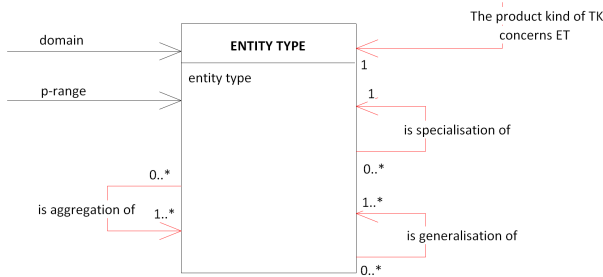 The product kind of TK
concerns ET
domain
ENTITY TYPE
1
entity type
p-range
1
is specialisation of
0..*
0..*
1..*
is aggregation of
1..*
is generalisation of
0..*